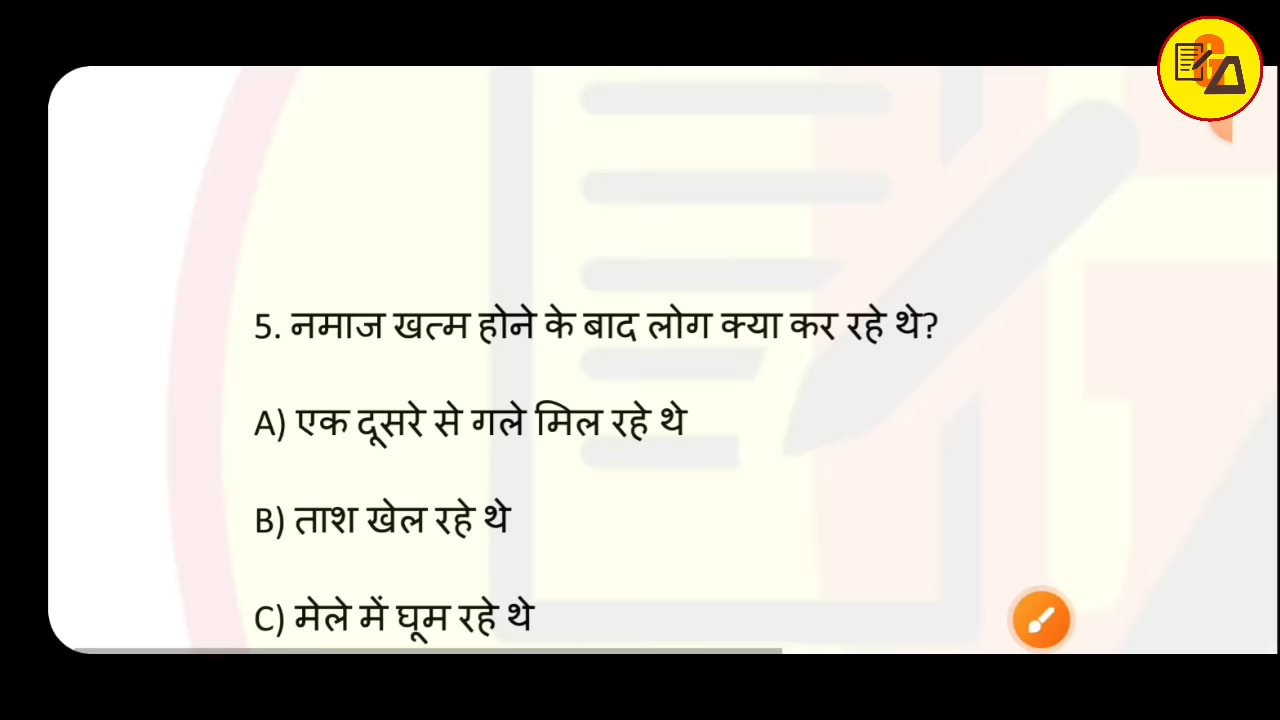 5. नमाज खत्म होने के बाद लोग क्या कर रहे थे?
A) एक दूसरे से गले मिल रहे थे
B) ताश खेल रहे थे
C) मेले में घूम रहे थे